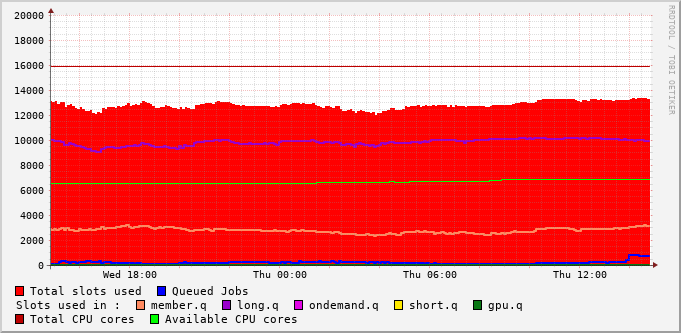 20000
18000
16000
14000
12000
10000
8000
6000
4000
2000
0
Wed 18:00 Thu 00:00 Thu 06:00 Thu 12:00
RRDTOOL / TOBI OETIKER
Total slots used Queued Jobs
Slots used in : member.q long.q ondemand.q short.q gpu.q
Total CPU cores Available CPU cores